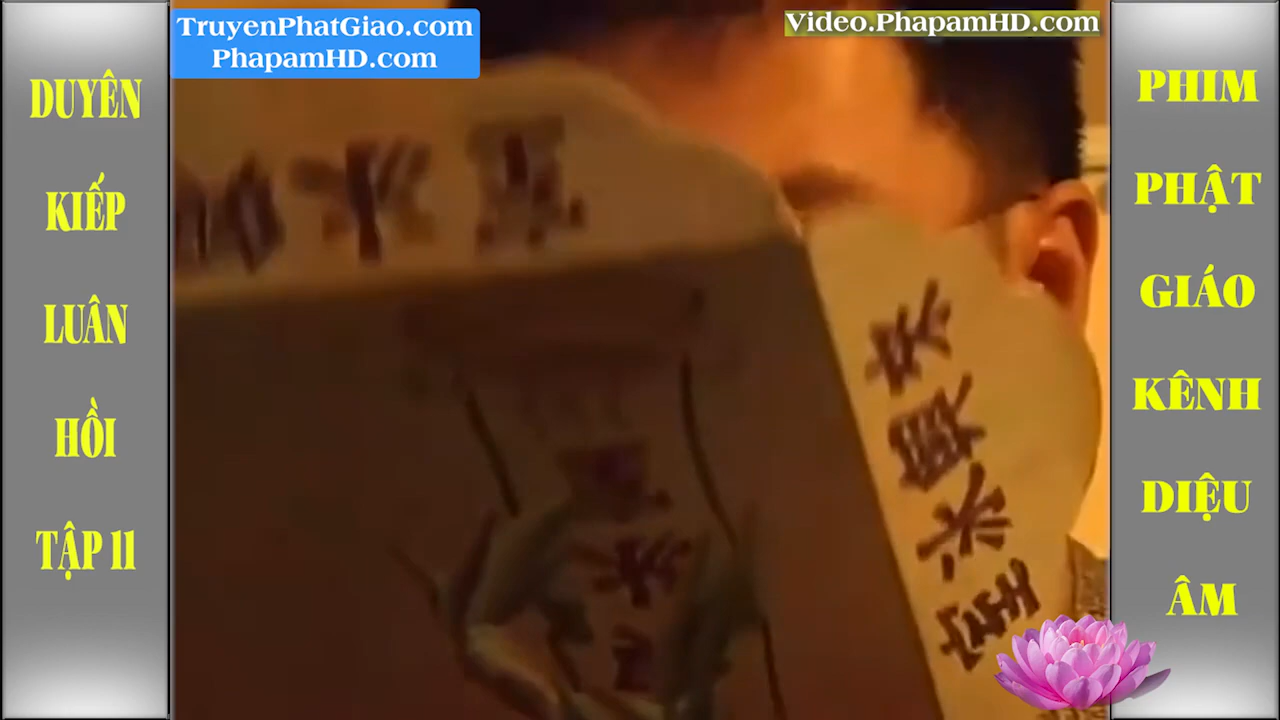 TruyenPhatGiao.com
PhapamHD.com
Video.PhapamHD.com
DUYÊN
KIẾP
LUÂN
HỒI
TẬP 11
PHIM
PHẬT
GIÁO
KÊNH
DIỆU
ÂM